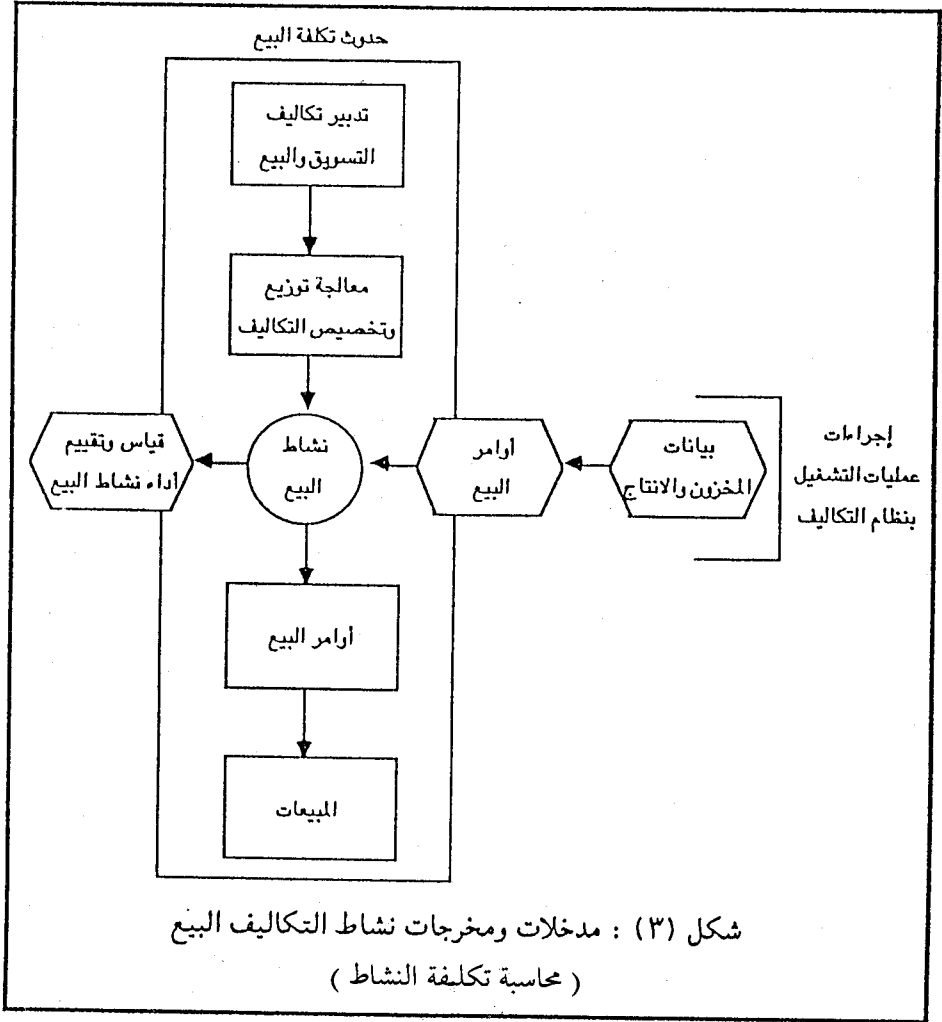 حدوث تكلفة البيع
تدبير تكاليف
التسويق والبيع
معالجة توزيع
وتخصيص التكاليف
إجراءات
عمليات التشغيل
بنظام التكاليف
بيانات
المخزون والانتاج
أوامر
البيع
نشاط
البيع
قياس وتقييم
أداء نشاط البيع
أوامر البيع
المبيعات
شكل (٣) : مدخلات ومخرجات نشاط التكاليف البيع
( محاسبة تكلفة النشاط )